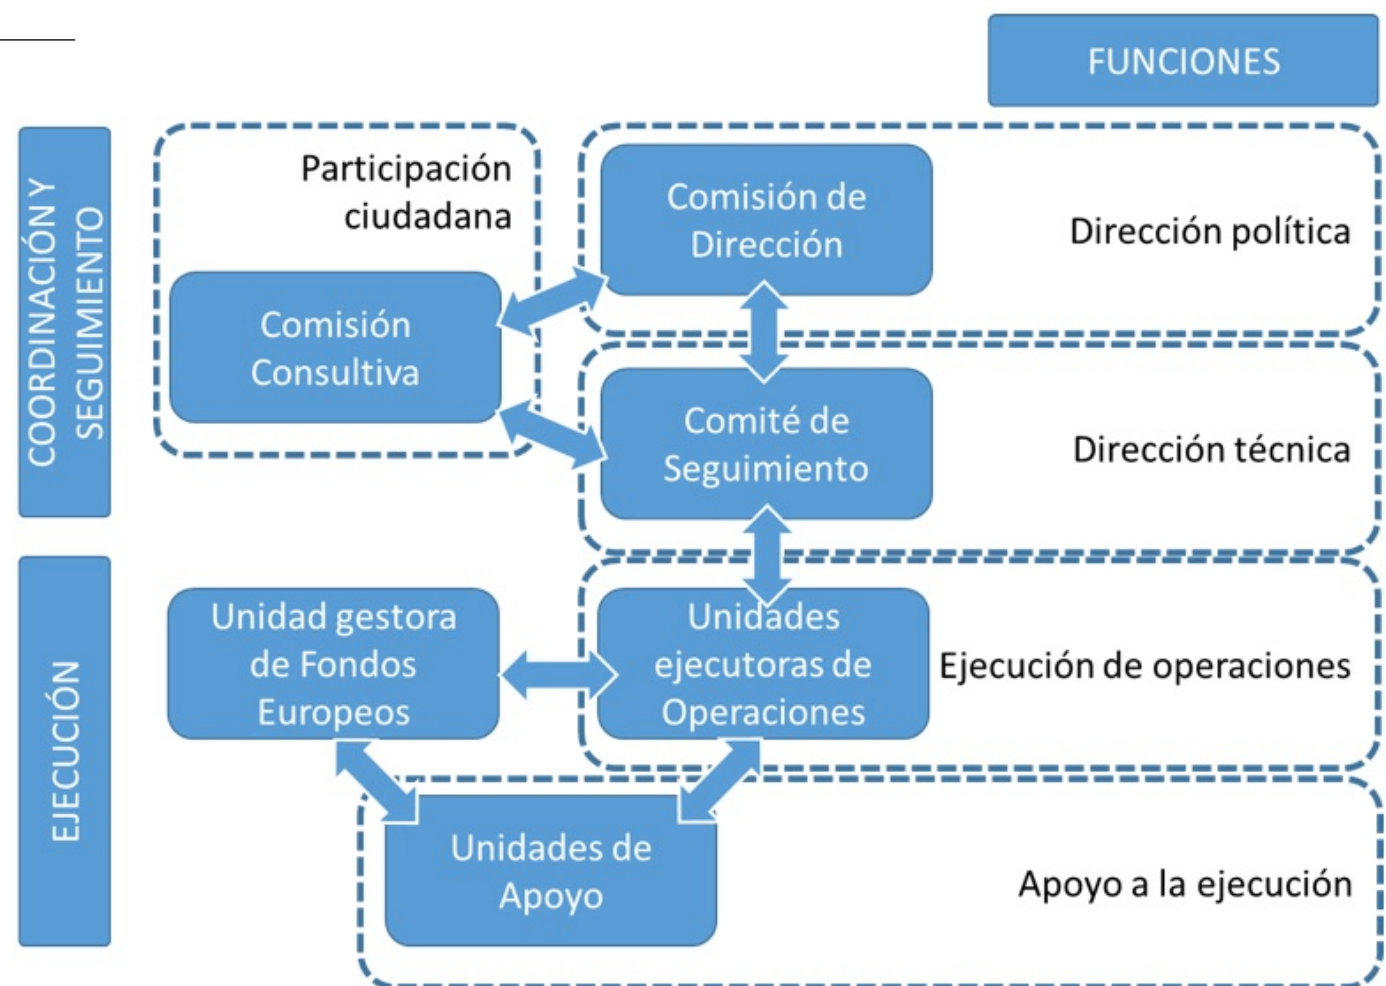 FUNCIONES
COORDINACIÓN Y
SEGUIMIENTO
Participación
ciudadana
Comisión
Consultiva
Comisión de
Dirección
Dirección política
Comité de
Seguimiento
Dirección técnica
EJECUCIÓN
Unidad gestora
de Fondos
Europeos
Unidades
ejecutoras de
Operaciones
Ejecución de operaciones
Unidades de
Apoyo
Apoyo a la ejecución